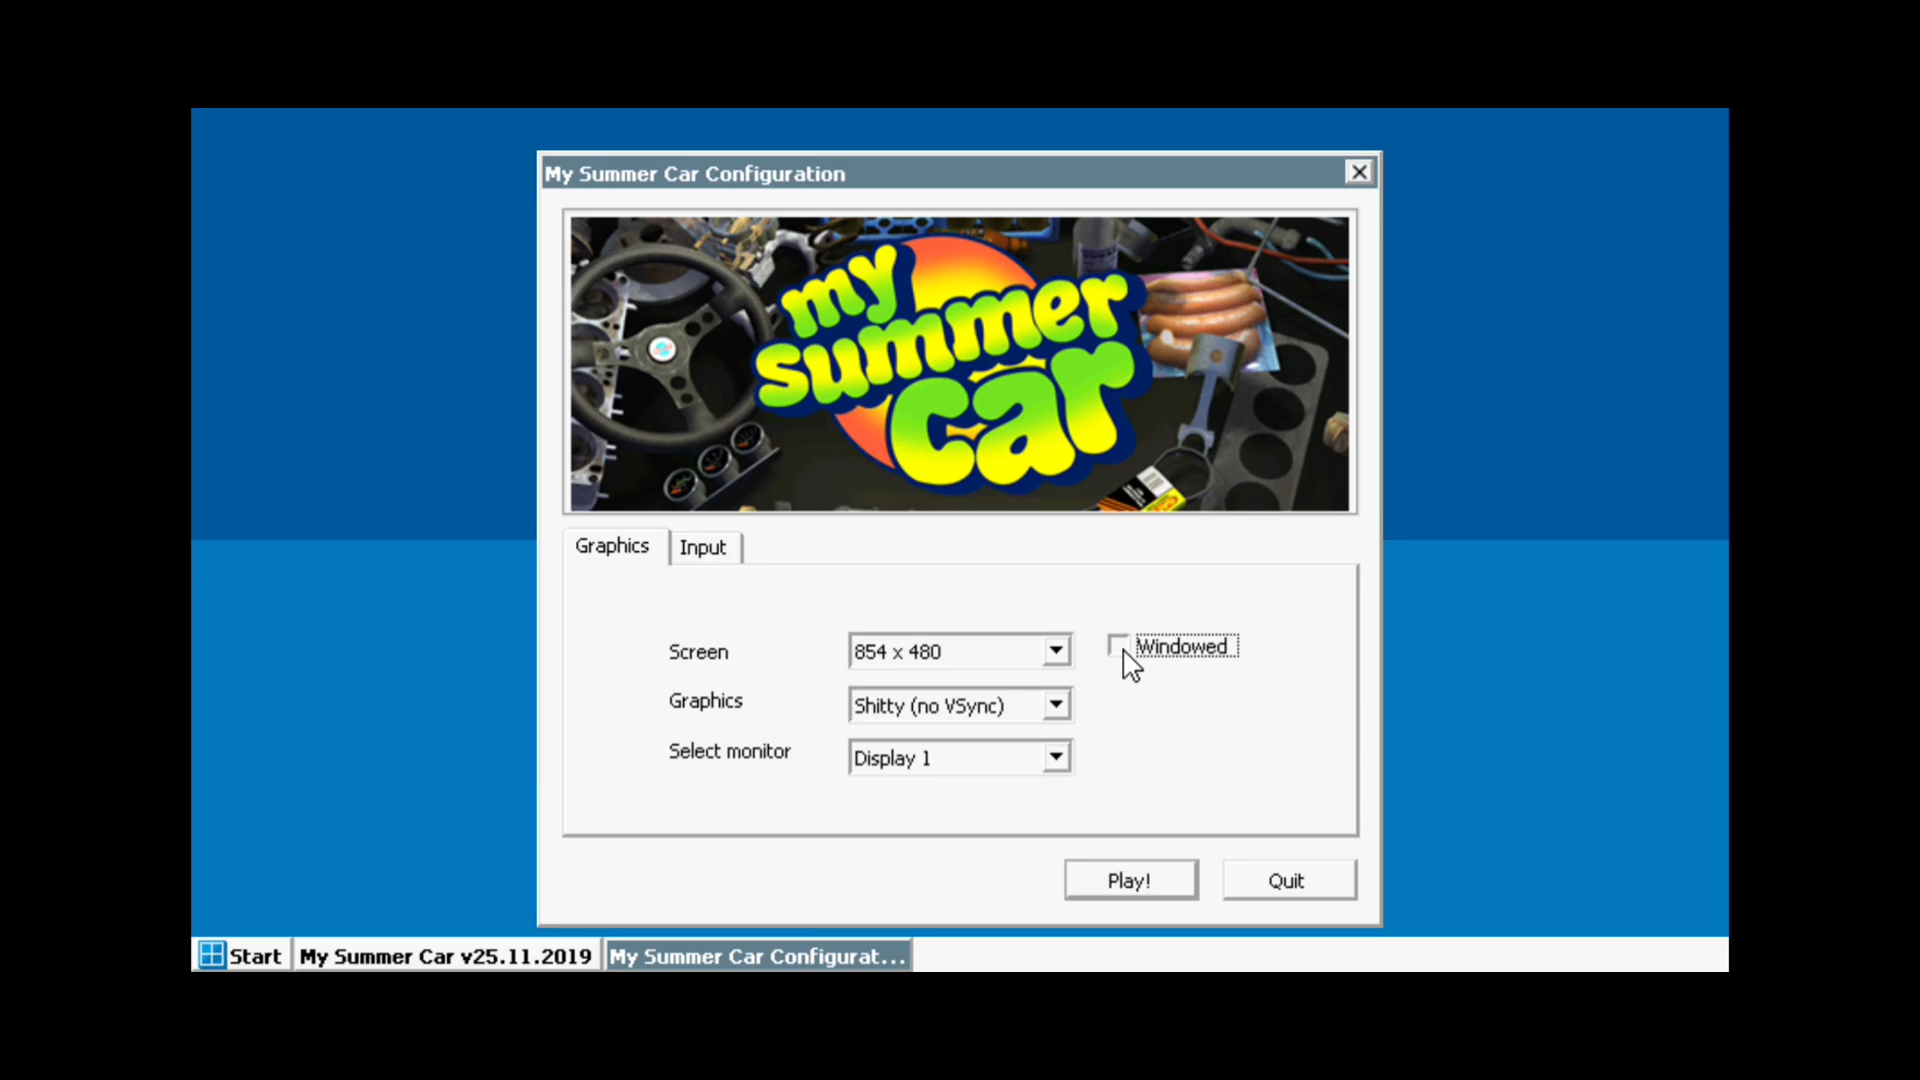 My Summer Car Configuration
my
summer
car
Graphics
Input
Screen
854 x 480
Windowed
Graphics
Shitty (no VSync)
Select monitor
Display 1
Play!
Quit
Start
My Summer Car v25.11.2019
My Summer Car Configurat...